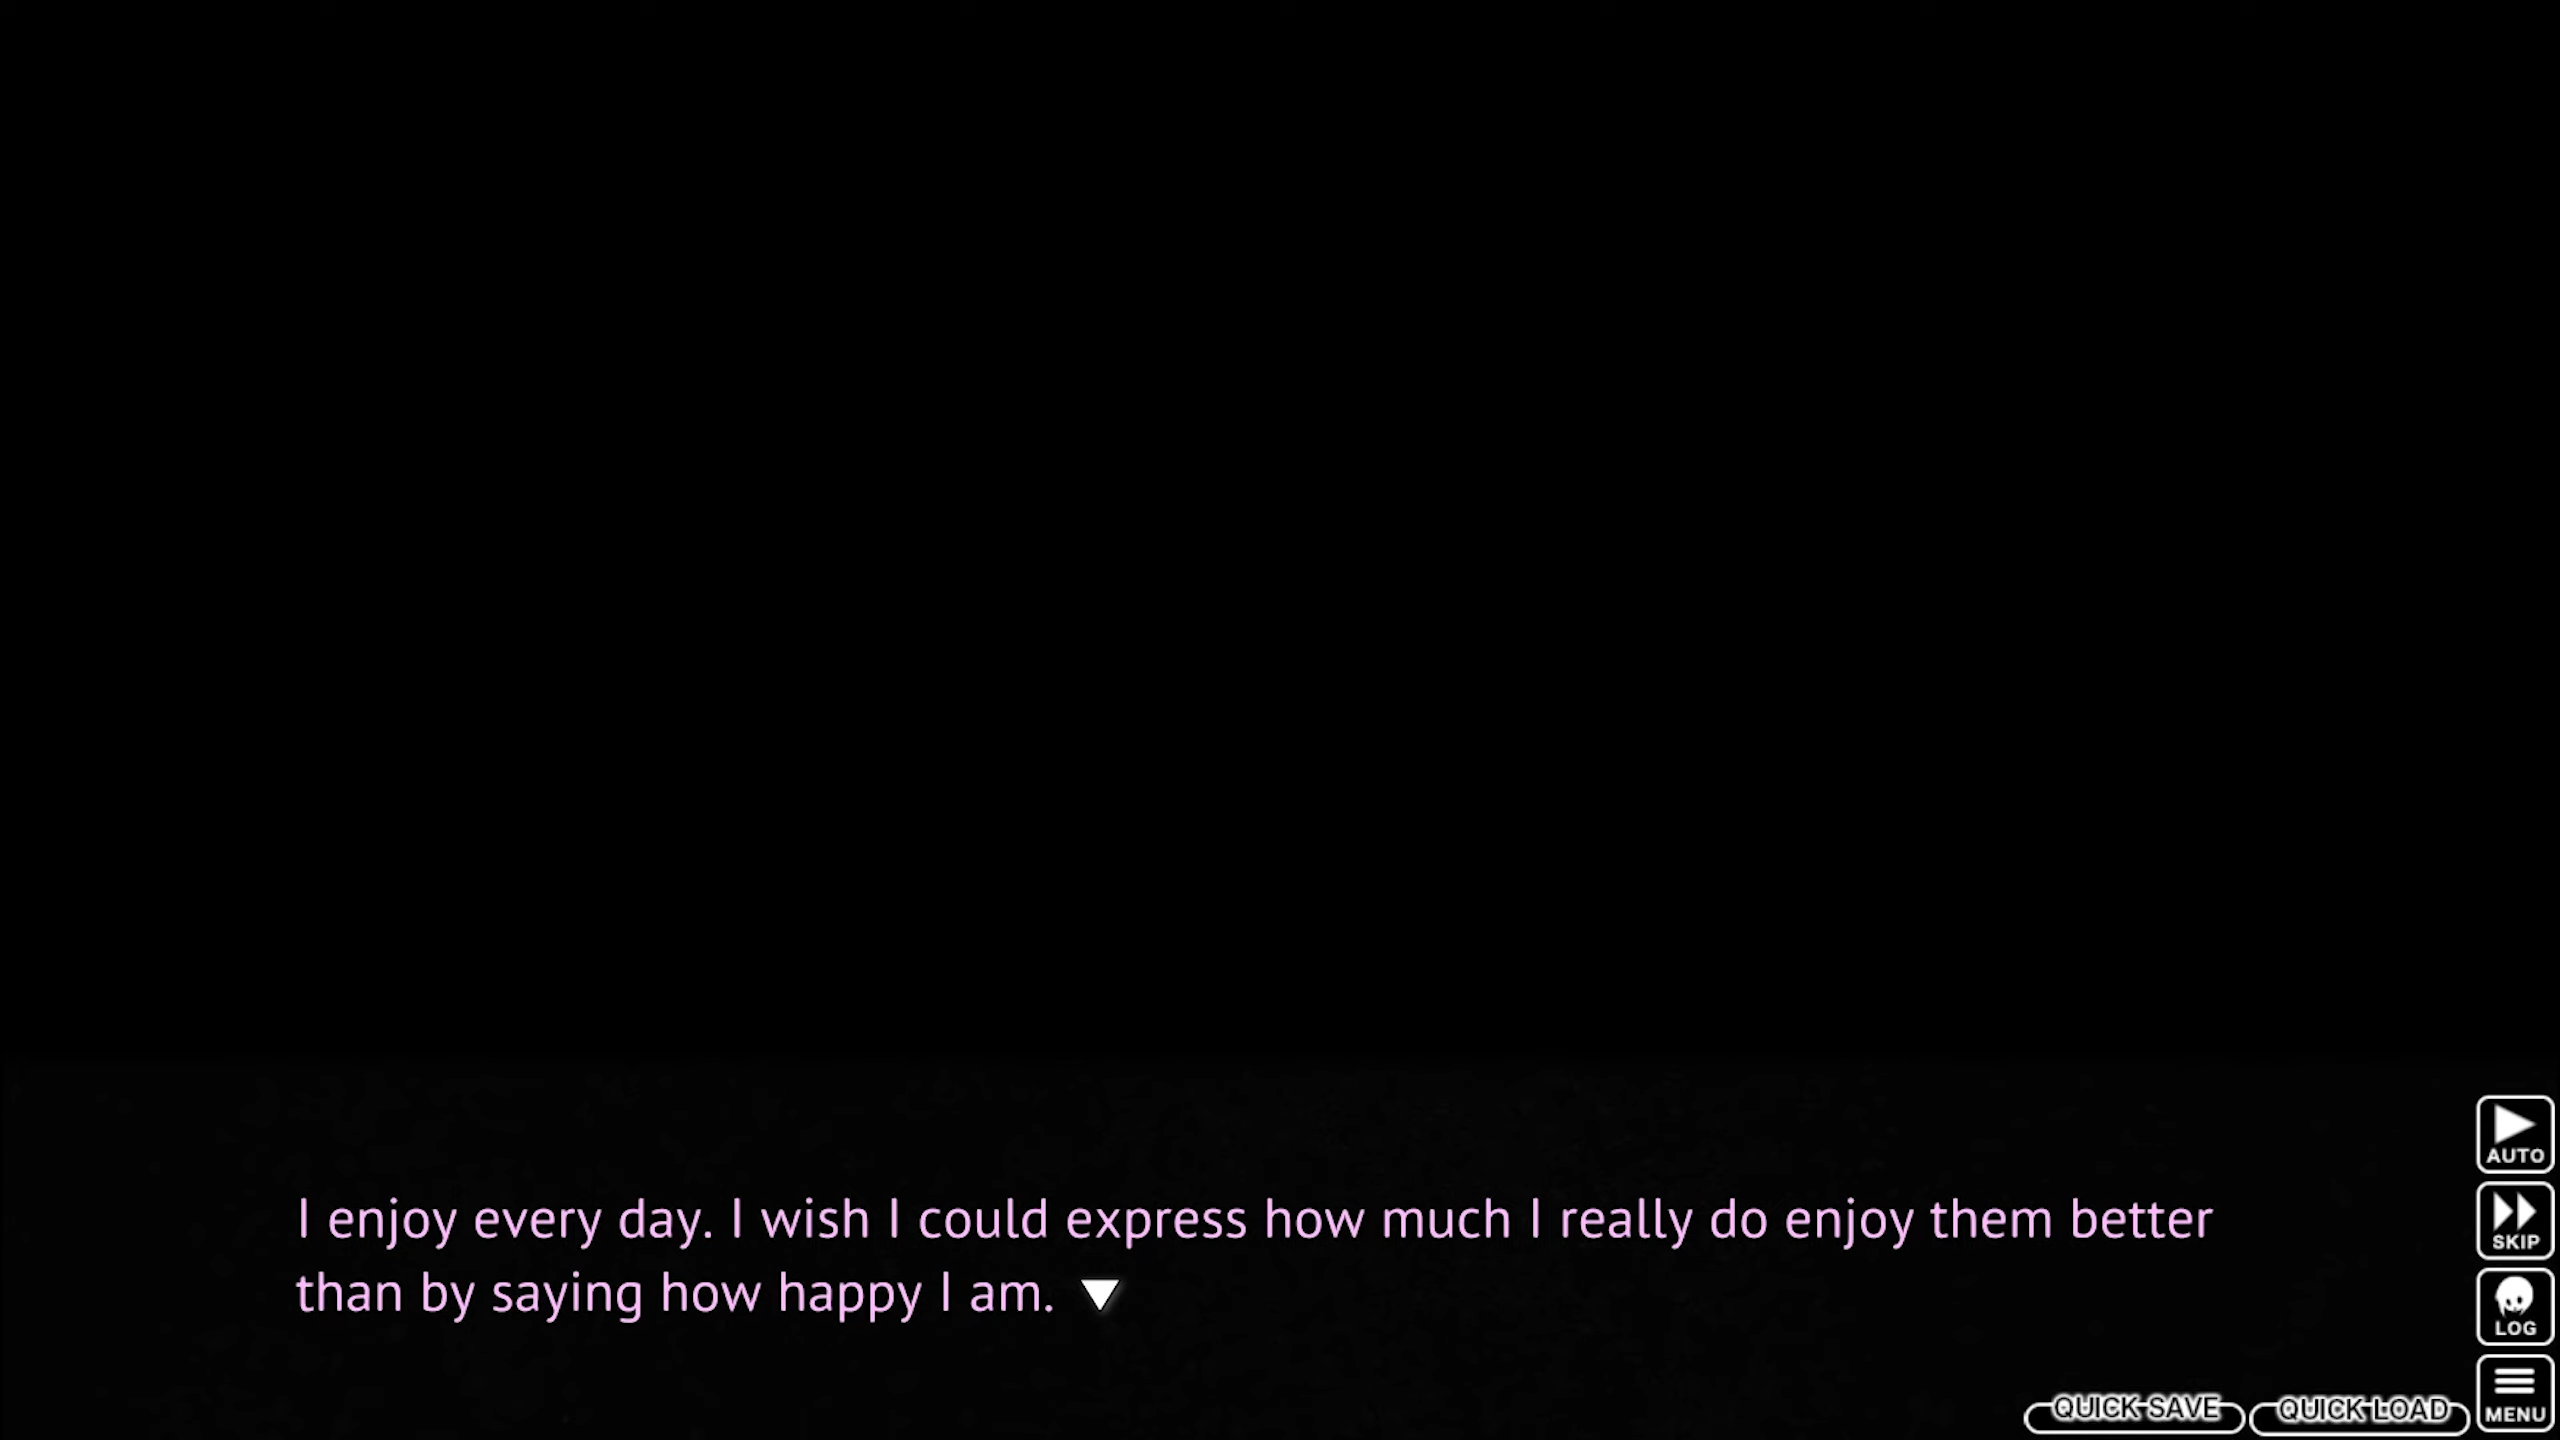 I enjoy every day. I wish I could express how much I really do enjoy them better
than by saying how happy I am.
AUTO
SKIP
LOG
MENU
QUICK SAVE QUICK LOAD